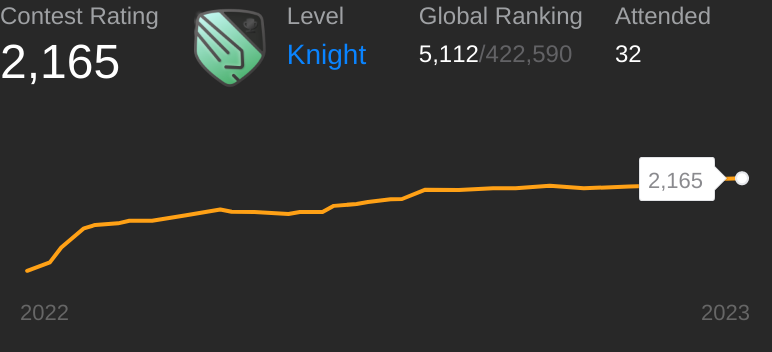 Contest Rating
2,165
Level
Knight
Global Ranking
5,112/422,590
Attended
32
2,165
2022
2023